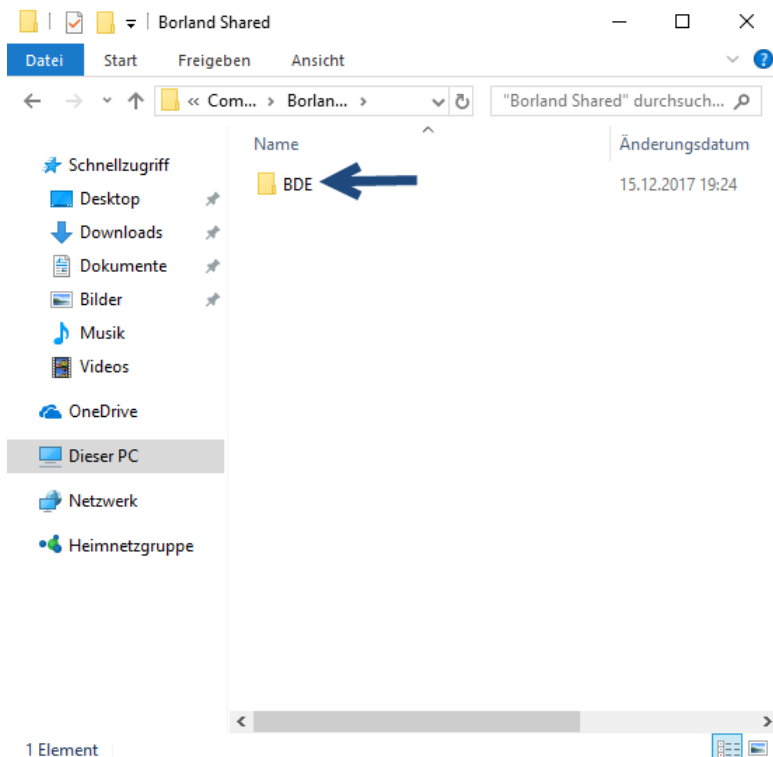 Borland Shared
Datei Start Freigeben Ansicht
« Com... › Borlan... › "Borland Shared" durchsuch...
Name Änderungsdatum
BDE 15.12.2017 19:24
Schnellzugriff
Desktop
Downloads
Dokumente
Bilder
Musik
Videos
OneDrive
Dieser PC
Netzwerk
Heimnetzgruppe
1 Element